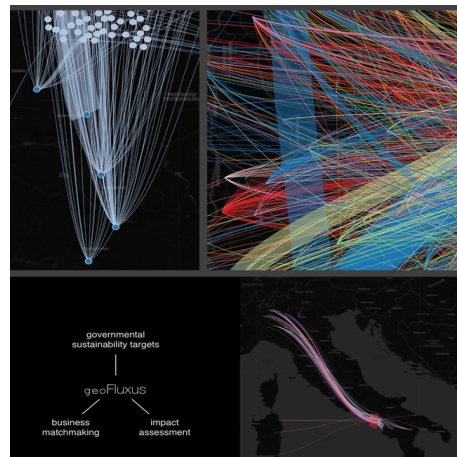 governmental
sustainability targets
geoFluxus
business
matchmaking
impact
assessment